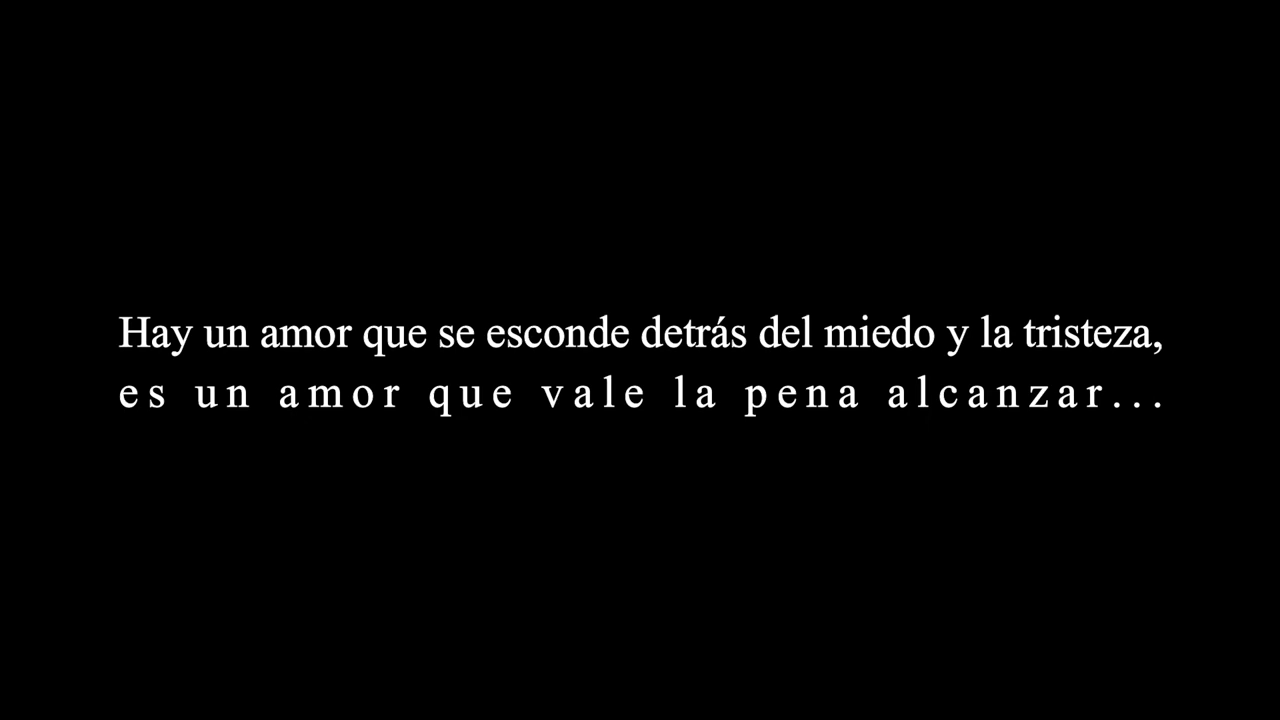 Hay un amor que se esconde detrás del miedo y la tristeza,
es un amor que vale la pena alcanzar...